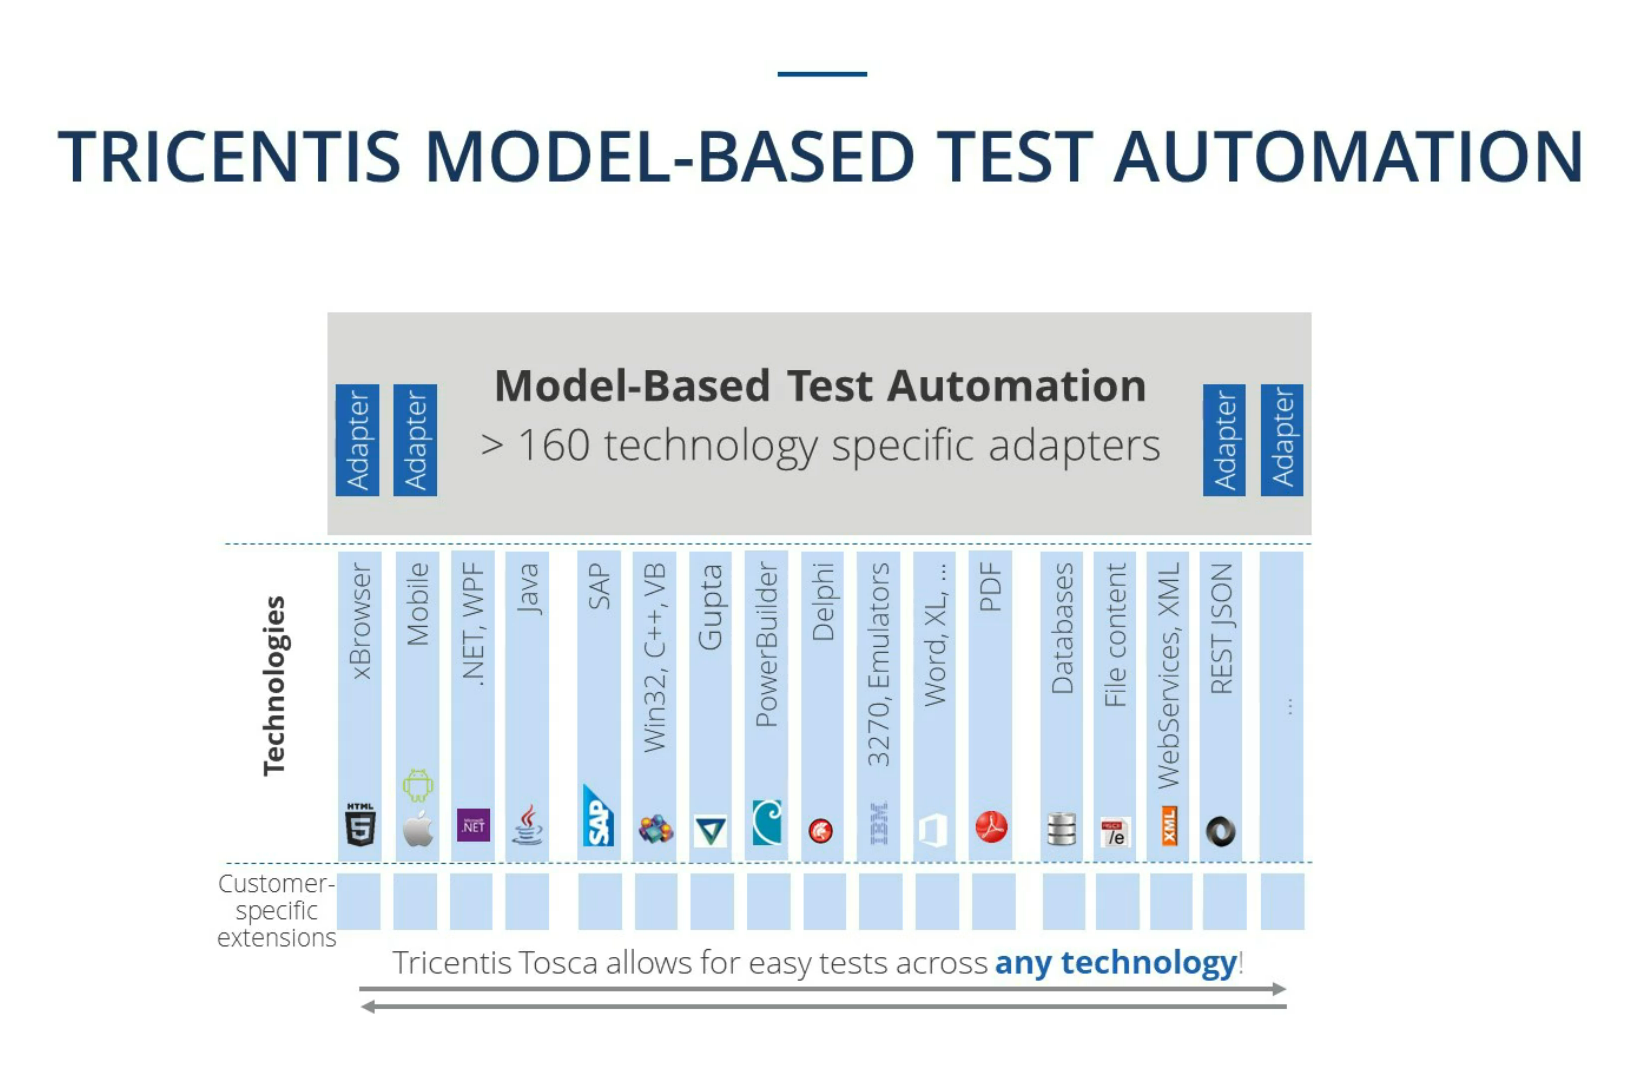 TRICENTIS MODEL-BASED TEST AUTOMATION
Model-Based Test Automation
> 160 technology specific adapters
Adapter
Adapter
Adapter
Adapter
Technologies
xBrowser
Mobile
.NET, WPF
Java
SAP
Win32, C++, VB
Gupta
PowerBuilder
Delphi
3270, Emulators
Word, XL, ...
PDF
Databases
File content
WebServices, XML
REST JSON
...
HTML
5
.NET
SAP
IBM
/e
XML
Customer-
specific
extensions
Tricentis Tosca allows for easy tests across any technology!